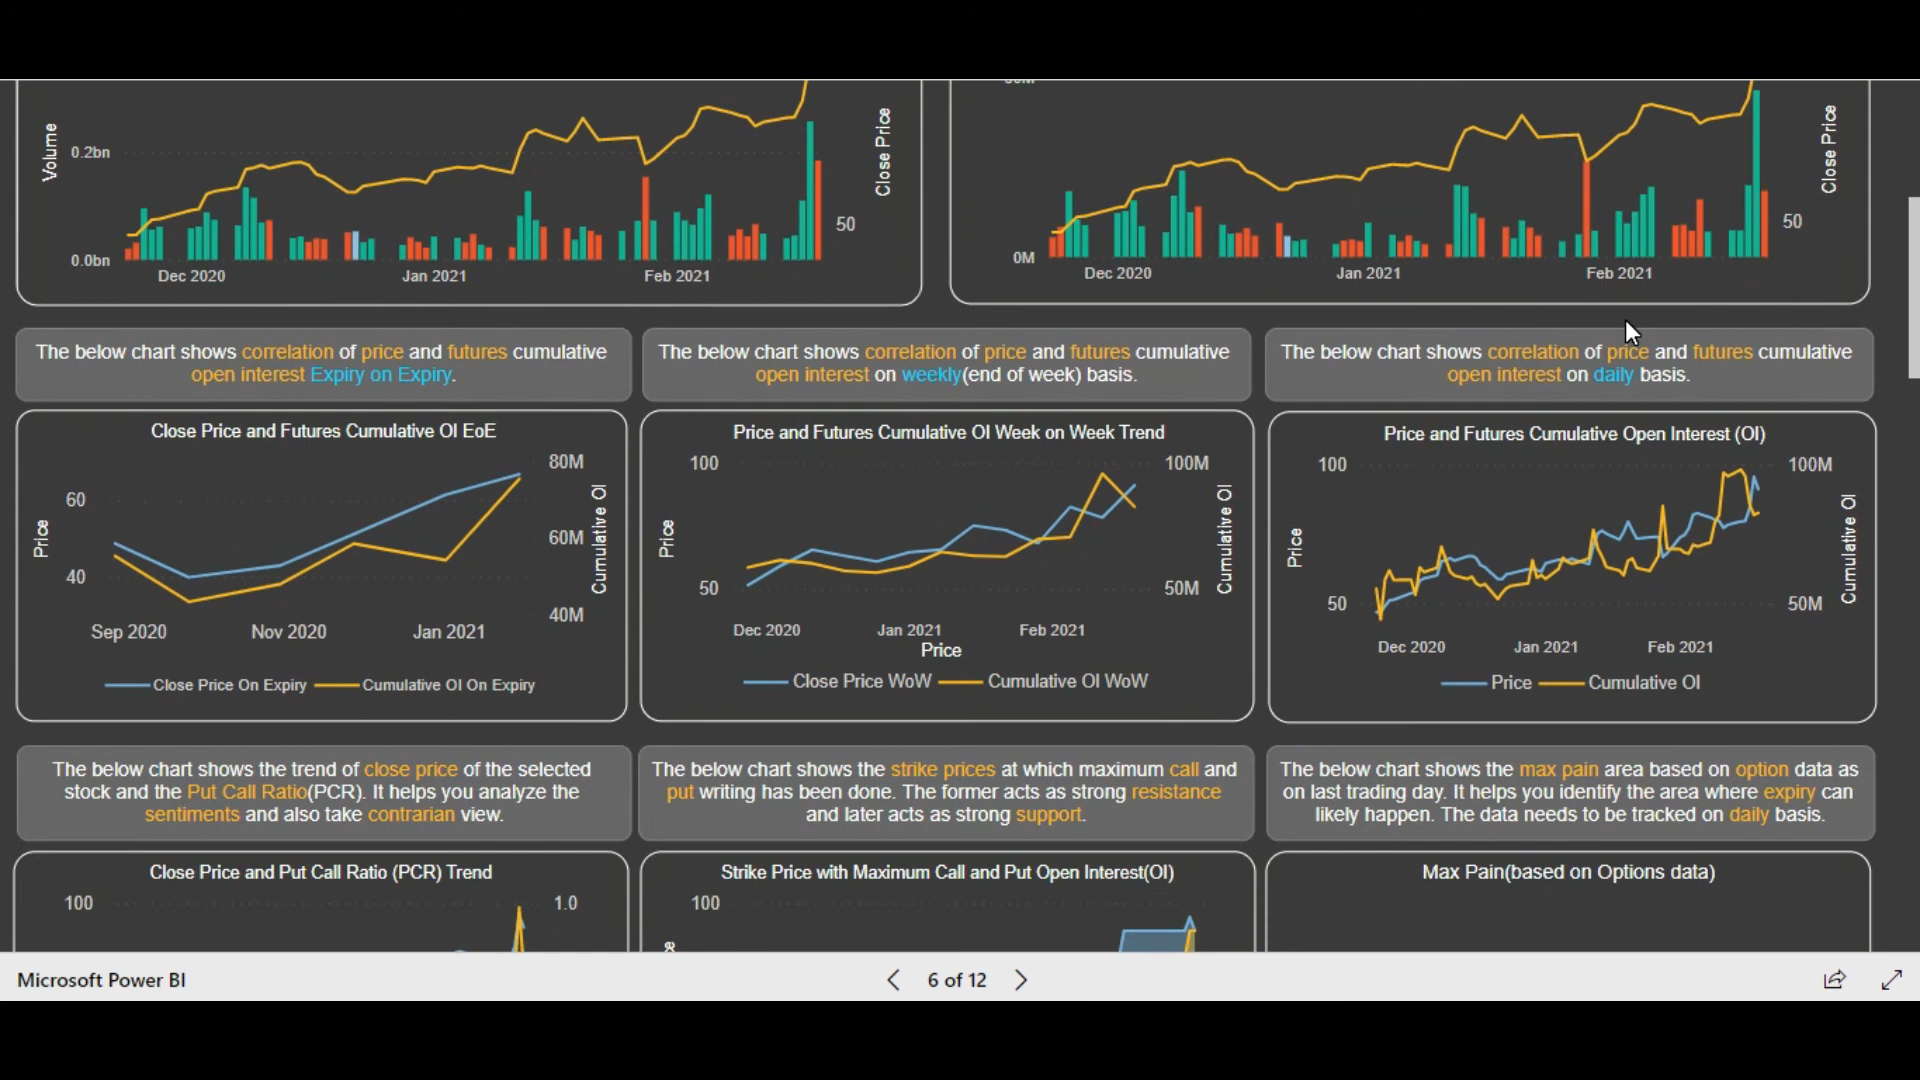 Volume
0.2bn
0.0bn
Dec 2020
Jan 2021
Feb 2021
50
Close Price
0M
Dec 2020
Jan 2021
Feb 2021
50
Close Price
The below chart shows correlation of price and futures cumulative
open interest Expiry on Expiry.
The below chart shows correlation of price and futures cumulative
open interest on weekly(end of week) basis.
The below chart shows correlation of price and futures cumulative
open interest on daily basis.
Close Price and Futures Cumulative OI EoE
Price
60
40
80M
60M
40M
Cumulative OI
Sep 2020
Nov 2020
Jan 2021
Close Price On Expiry
Cumulative OI On Expiry
Price and Futures Cumulative OI Week on Week Trend
Price
100
50
100M
50M
Cumulative OI
Dec 2020
Jan 2021
Feb 2021
Price
Close Price WoW
Cumulative OI WoW
Price and Futures Cumulative Open Interest (OI)
Price
100
50
100M
50M
Cumulative OI
Dec 2020
Jan 2021
Feb 2021
Price
Cumulative OI
The below chart shows the trend of close price of the selected
stock and the Put Call Ratio(PCR). It helps you analyze the
sentiments and also take contrarian view.
The below chart shows the strike prices at which maximum call and
put writing has been done. The former acts as strong resistance
and later acts as strong support.
The below chart shows the max pain area based on option data as
on last trading day. It helps you identify the area where expiry can
likely happen. The data needs to be tracked on daily basis.
Close Price and Put Call Ratio (PCR) Trend
100
1.0
Strike Price with Maximum Call and Put Open Interest(OI)
100
Max Pain(based on Options data)
Microsoft Power BI
6 of 12